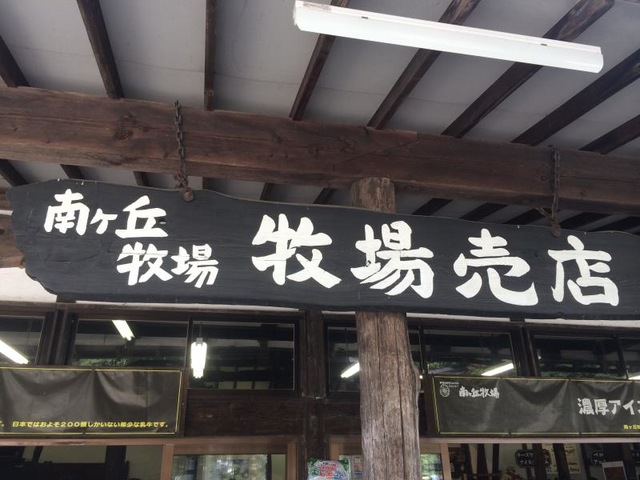 南ヶ丘
牧場
牧場売店
日本ではおよそ200頭しかいない希少な乳牛です。
南ヶ丘牧場
濃厚アイ